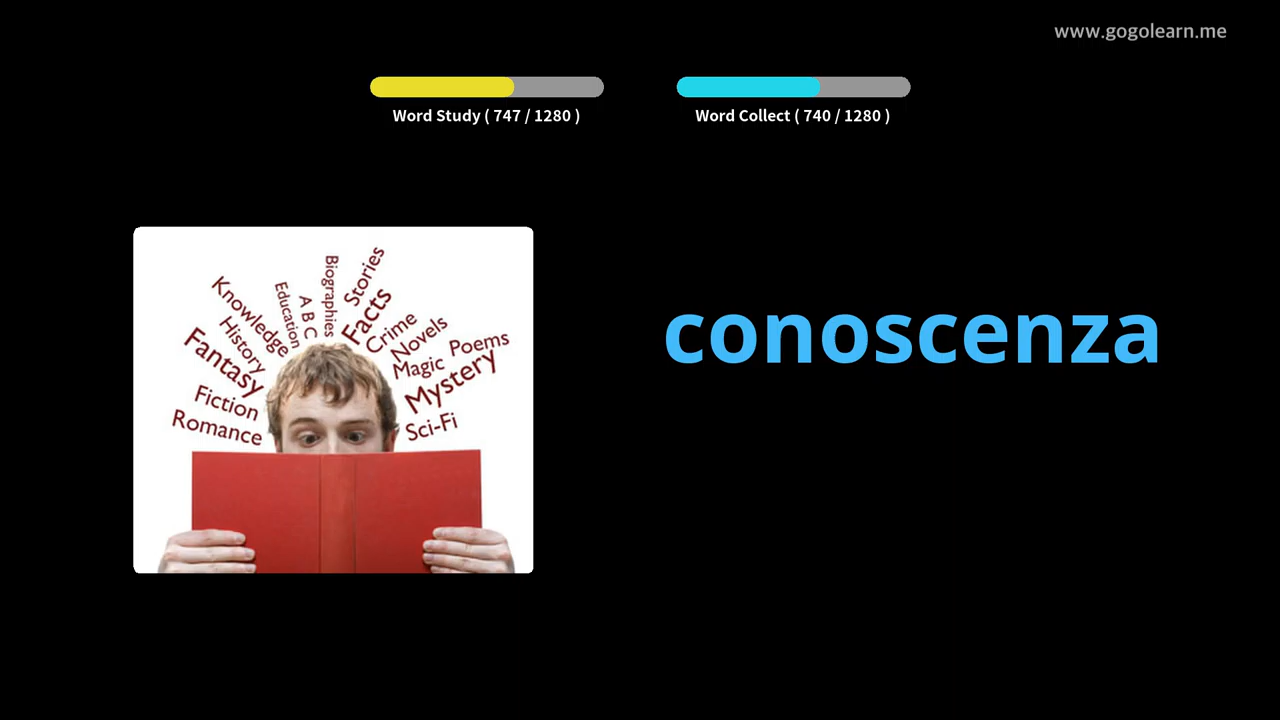 www.gogolearn.me
Word Study ( 747 / 1280 )
Word Collect ( 740 / 1280 )
Romance
Fiction
Fantasy
History
Knowledge
Education
A B C
Biographies
Stories
Facts
Crime
Novels
Magic
Poems
Mystery
Sci-Fi
conoscenza